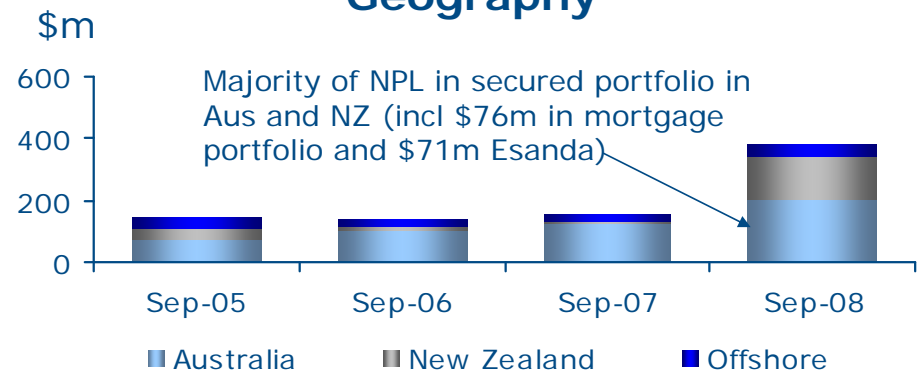 Geography
$m
600
Majority of NPL in secured portfolio in
Aus and NZ (incl $76m in mortgage
400
portfolio and $71m Esanda)
200
0
Sep-05 Sep-06 Sep-07 Sep-08
Australia New Zealand Offshore